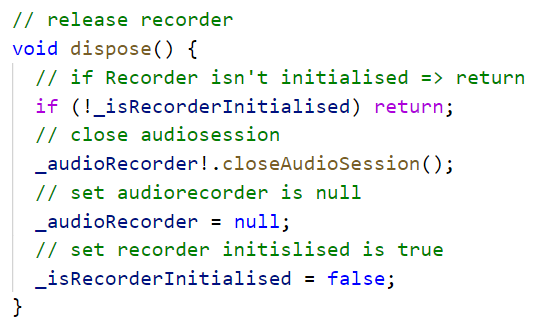 // release recorder
void dispose() {
  // if Recorder isn't initialised => return
  if (!_isRecorderInitialised) return;
  // close audiosession
  _audioRecorder!.closeAudioSession();
  // set audiorecorder is null
  _audioRecorder = null;
  // set recorder initislised is true
  _isRecorderInitialised = false;
}